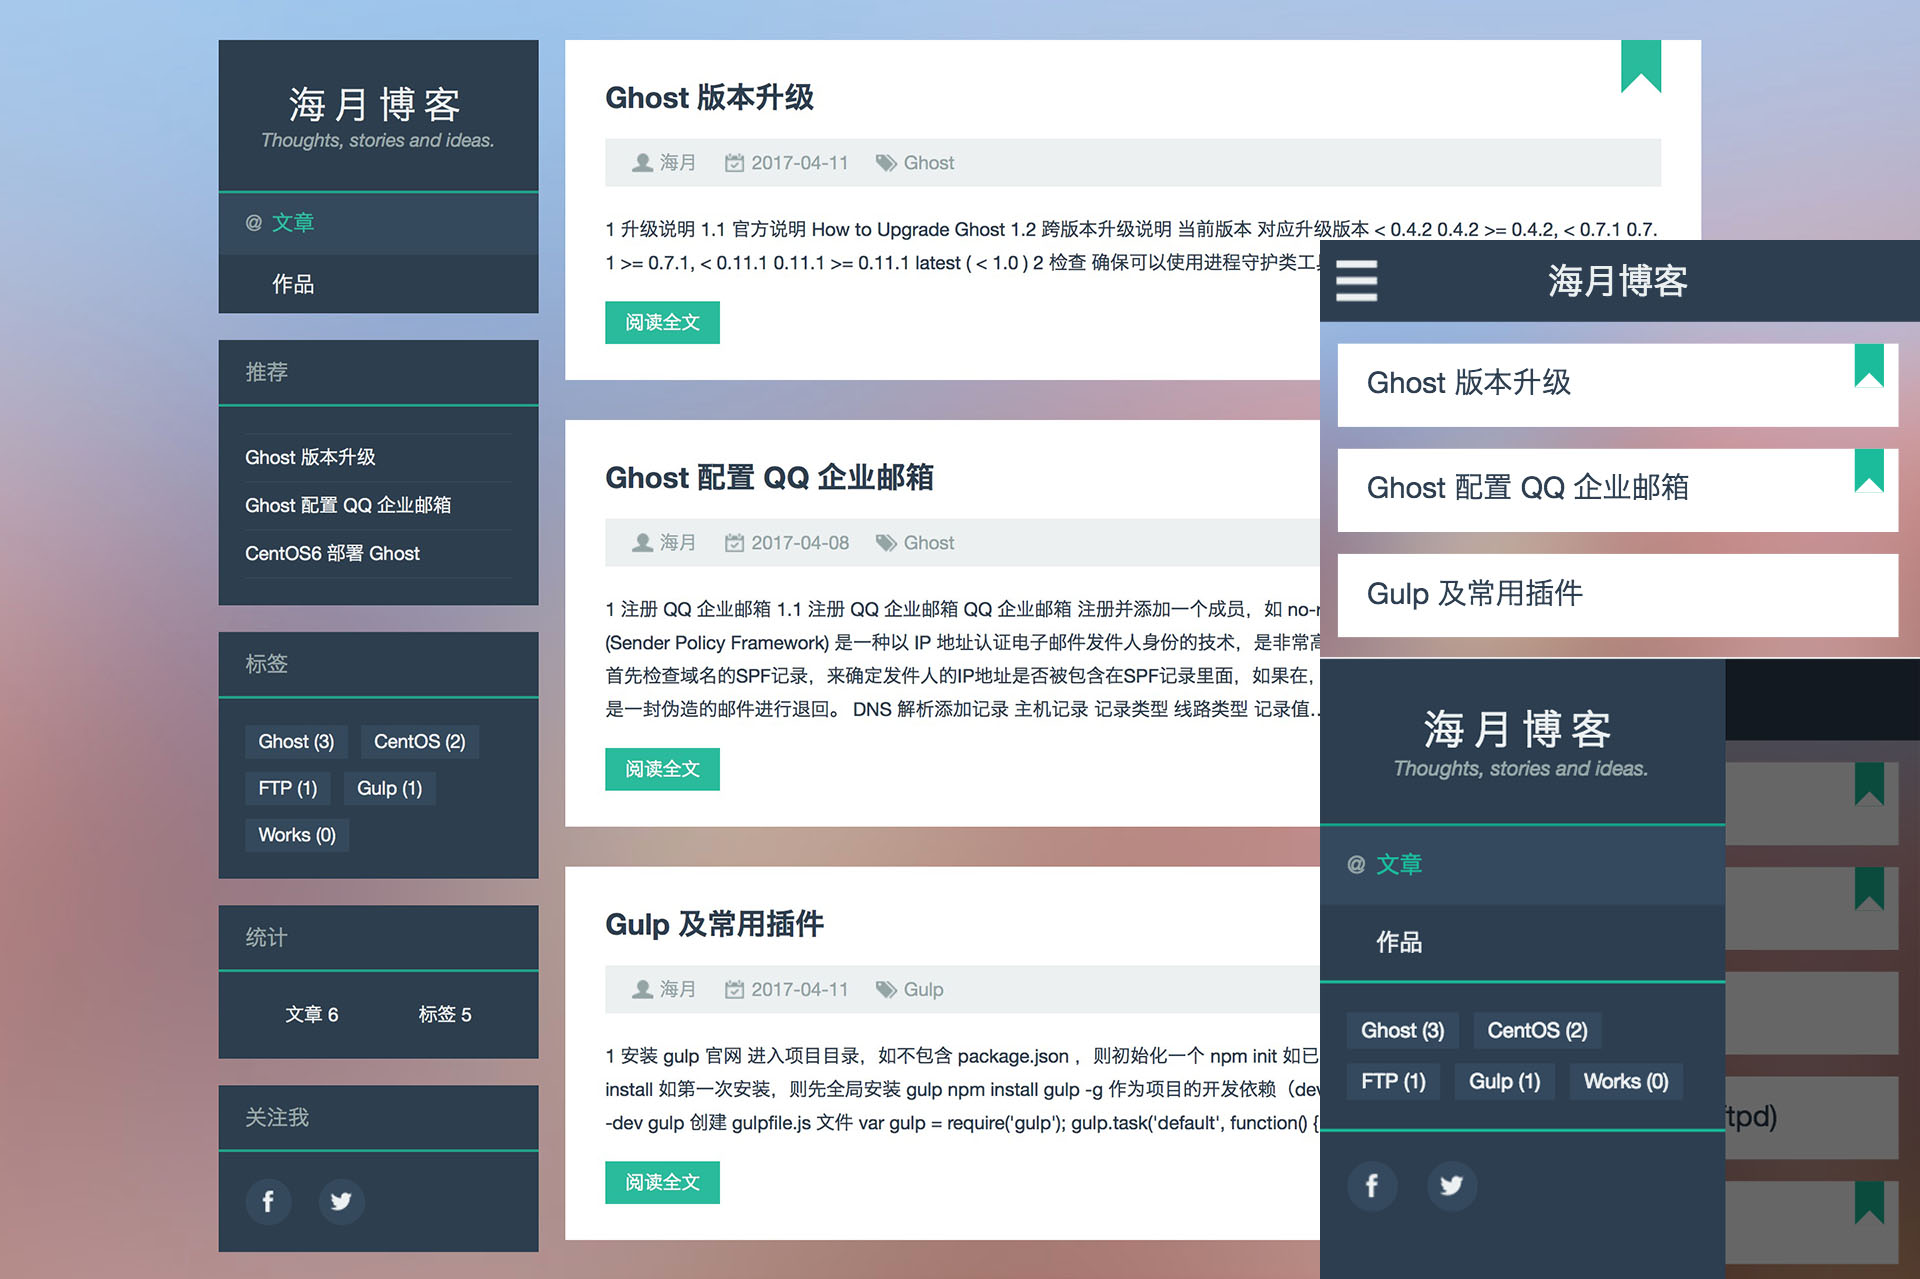 海月博客
Thoughts, stories and ideas.
@ 文章
作品
推荐
Ghost 版本升级
Ghost 配置 QQ 企业邮箱
CentOS6 部署 Ghost
标签
Ghost (3) CentOS (2)
FTP (1) Gulp (1)
Works (0)
统计
文章 6 标签 5
关注我
Ghost 版本升级
海月 2017-04-11 Ghost
1 升级说明 1.1 官方说明 How to Upgrade Ghost 1.2 跨版本升级说明 当前版本 对应升级版本 < 0.4.2 0.4.2 >= 0.4.2, < 0.7.1 0.7.
1 >= 0.7.1, < 0.11.1 0.11.1 >= 0.11.1 latest ( < 1.0 ) 2 检查 确保可以使用进程守护类工
阅读全文
Ghost 配置 QQ 企业邮箱
海月 2017-04-08 Ghost
1 注册 QQ 企业邮箱 1.1 注册 QQ 企业邮箱 QQ 企业邮箱 注册并添加一个成员，如 no-
(Sender Policy Framework) 是一种以 IP 地址认证电子邮件发件人身份的技术，是非常高
首先检查域名的SPF记录，来确定发件人的IP地址是否被包含在SPF记录里面，如果在，
是一封伪造的邮件进行退回。 DNS 解析添加记录 主机记录 记录类型 线路类型 记录值..
阅读全文
Gulp 及常用插件
海月 2017-04-11 Gulp
1 安装 gulp 官网 进入项目目录，如不包含 package.json ，则初始化一个 npm init 如已
install 如第一次安装，则先全局安装 gulp npm install gulp -g 作为项目的开发依赖（dev
-dev gulp 创建 gulpfile.js 文件 var gulp = require('gulp'); gulp.task('default', function() {
阅读全文
海月博客
Ghost 版本升级
Ghost 配置 QQ 企业邮箱
Gulp 及常用插件
海月博客
Thoughts, stories and ideas.
@ 文章
作品
Ghost (3) CentOS (2)
FTP (1) Gulp (1) Works (0)
tpd)